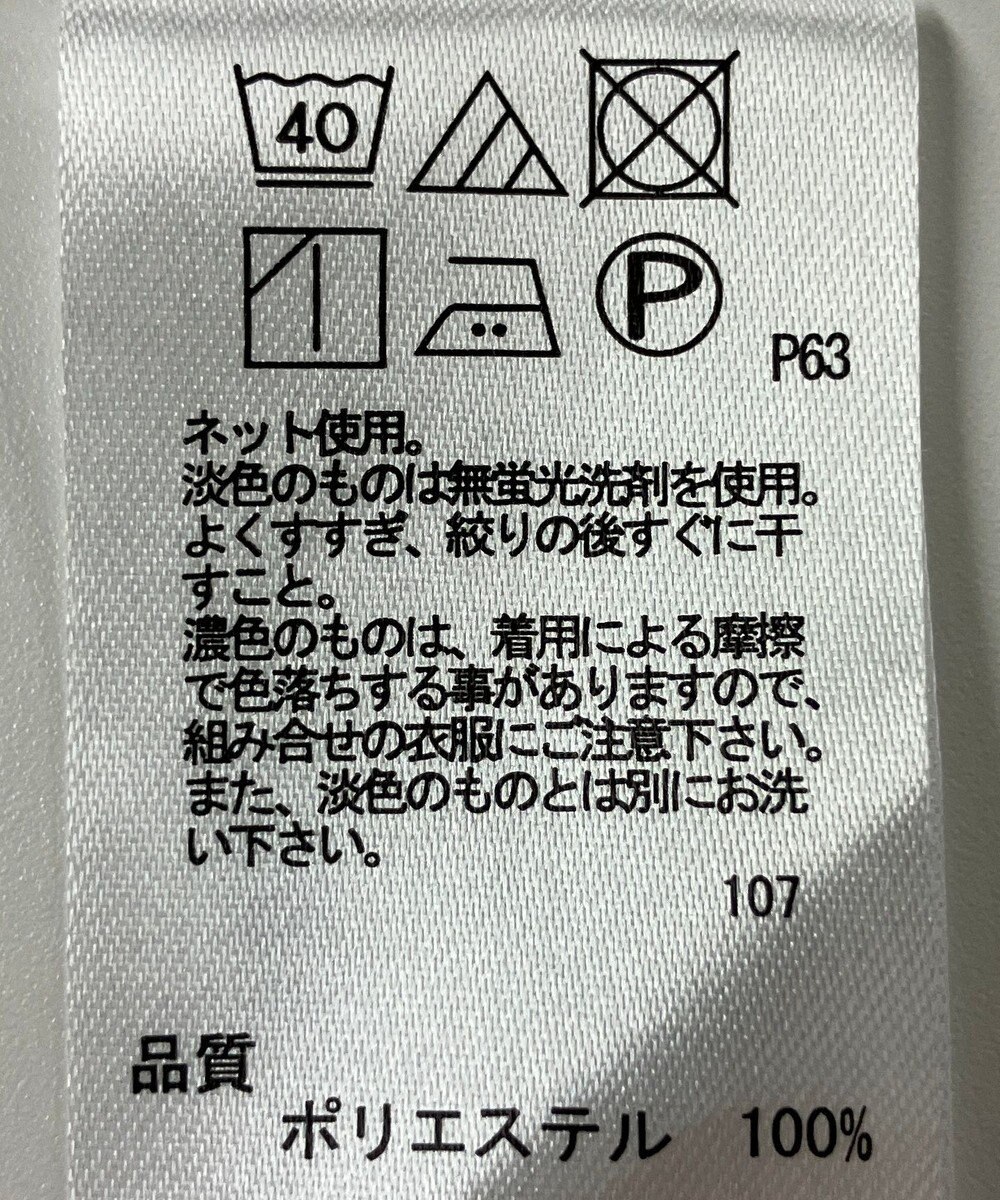 40
P
P63
ネット使用。
淡色のものは無蛍光洗剤を使用。
よくすすぎ、絞りの後すぐに干
すこと。
濃色のものは、着用による摩擦
で色落ちする事がありますので、
組み合せの衣服にご注意下さい。
また、淡色のものとは別にお洗
い下さい。
107
品質
ポリエステル 100%